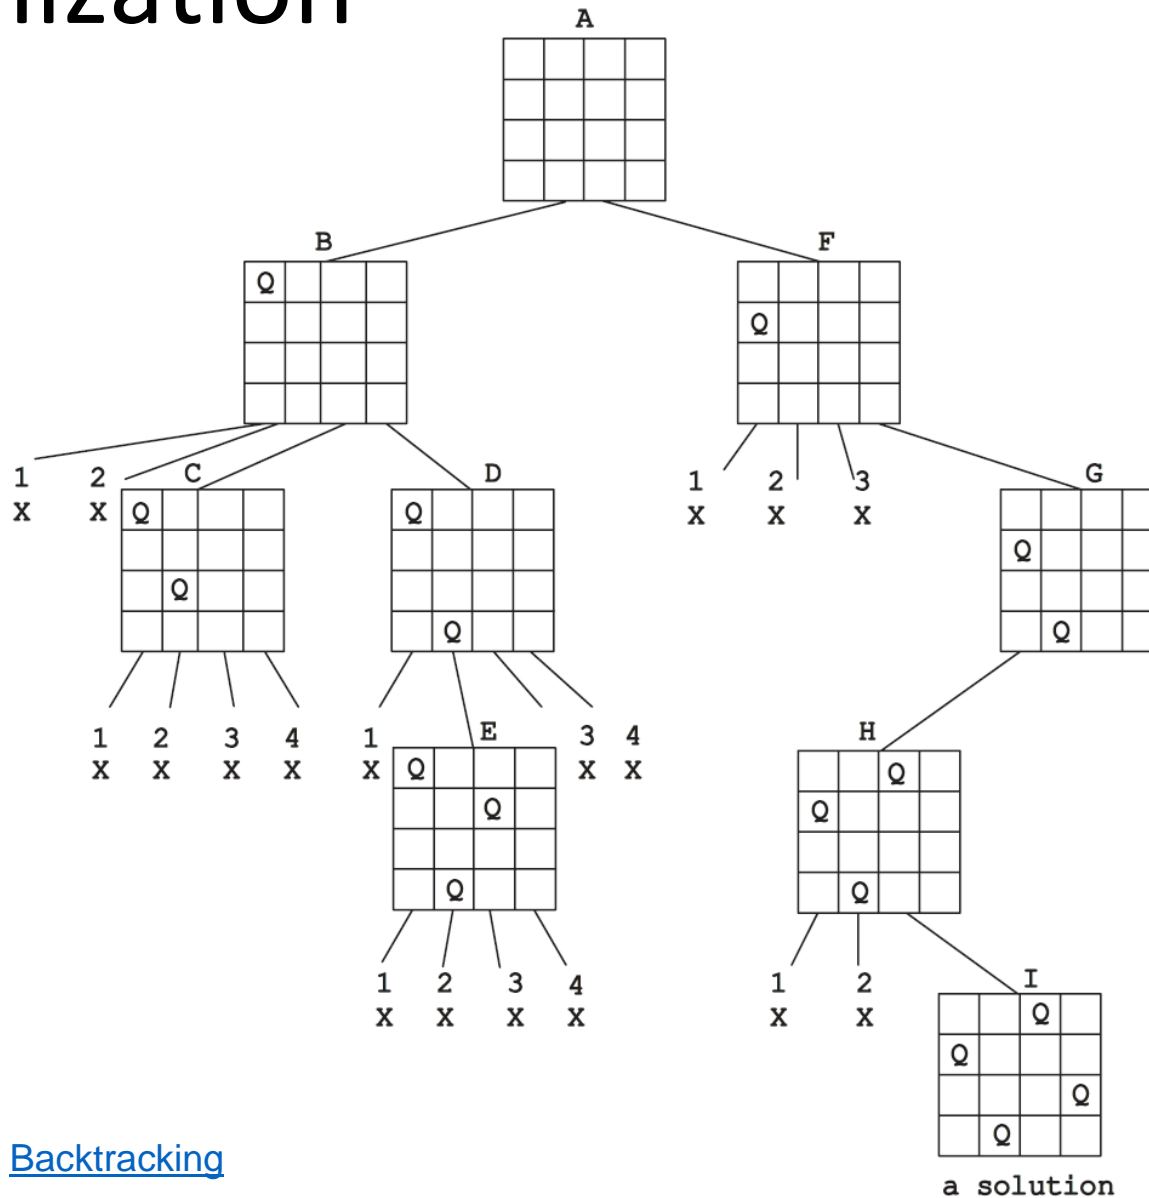 A
B
F
Q
Q
1 2 C D 1 2 3 G
X X Q Q X X X
Q
Q
Q Q
1 2 3 4 1 E 3 4 H
X X X X X Q X X Q
Q Q
Q Q
1 2 3 4 1 2 I
X X X X X X Q
Q
Q
Backtracking Q
a solution